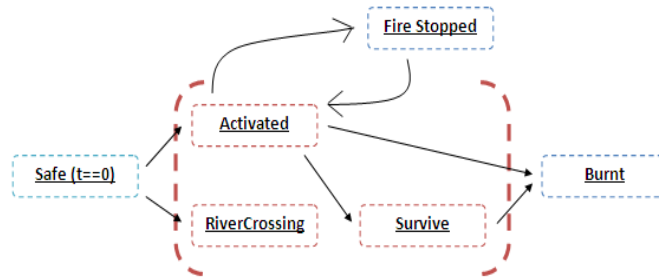 Fire Stopped
Activated
Safe (t==0)
Burnt
RiverCrossing
Survive